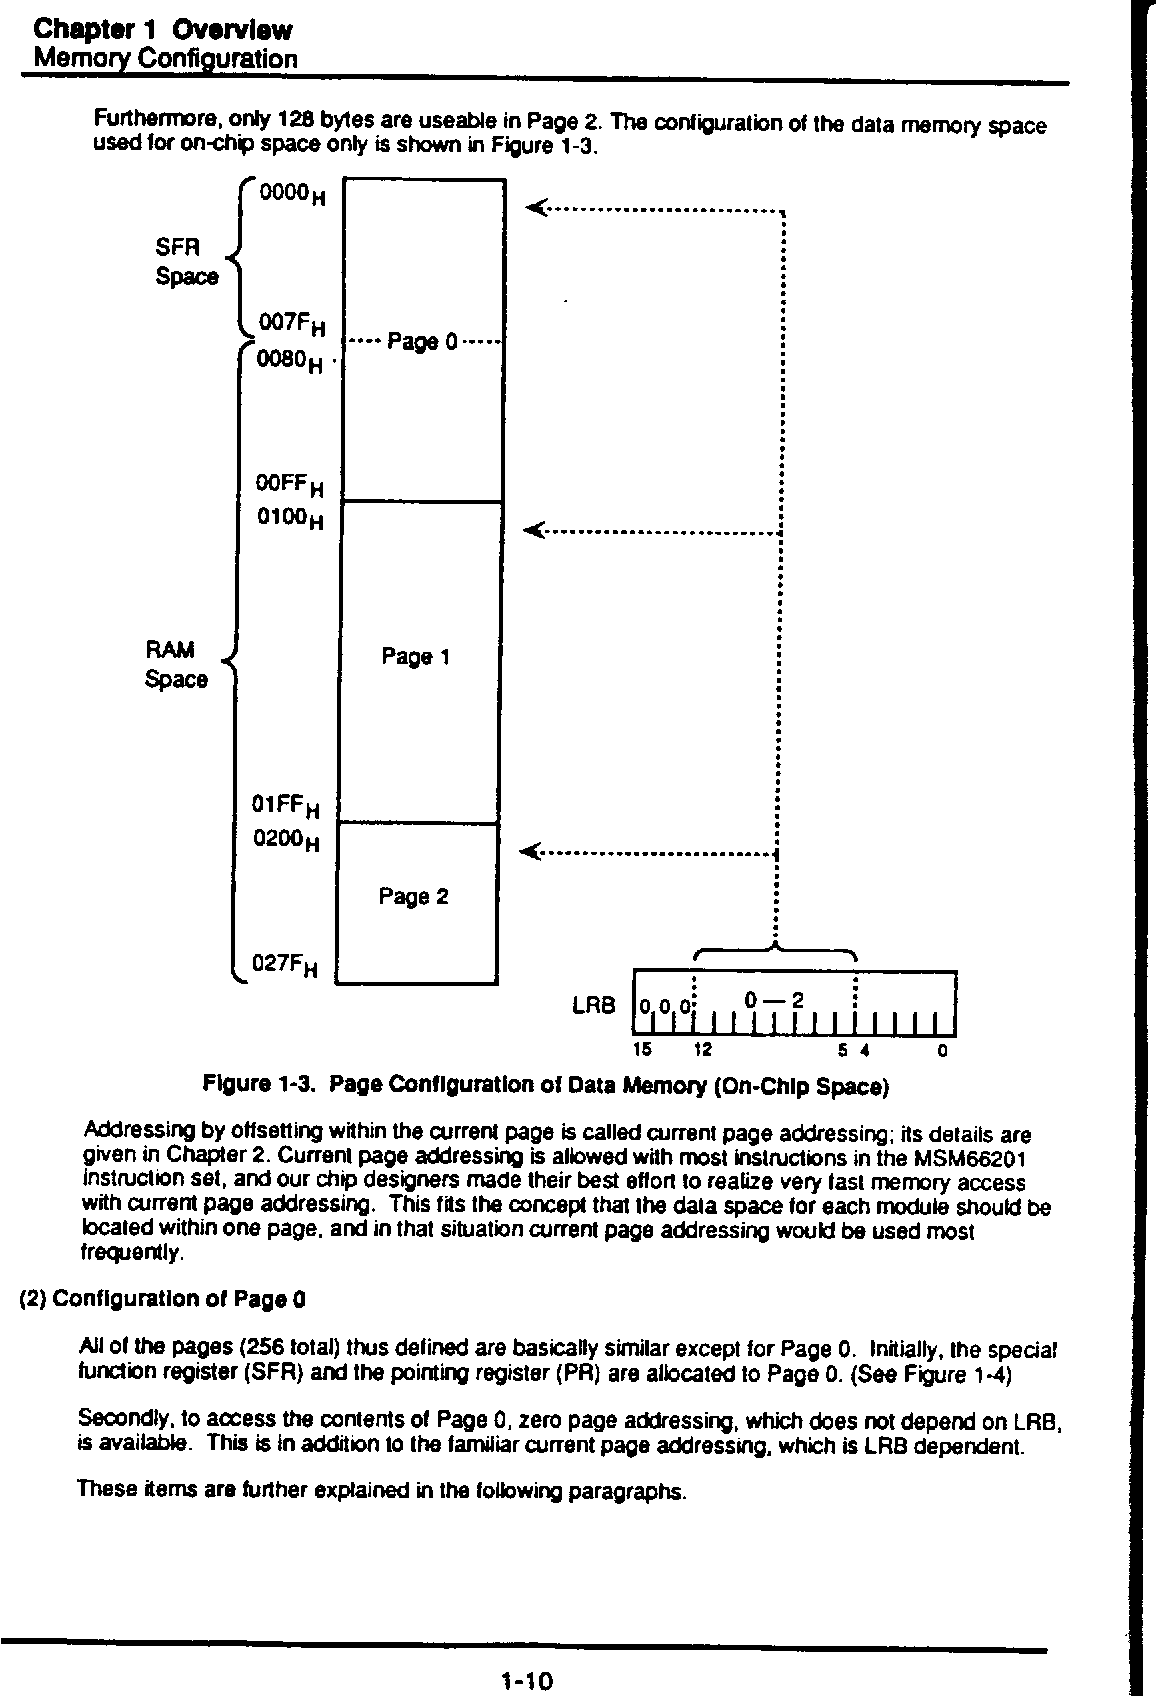 Chapter 1 Overview
Memory Configuration
Furthermore, only 128 bytes are useable in Page 2. The configuration of the data memory space
used for on-chip space only is shown in Figure 1-3.
0000H
SFR
Space
007FH
Page 0
0080H
00FFH
0100H
RAM
Space
Page 1
01FFH
0200H
Page 2
027FH
LRB
0 0 0
0 — 2
15 12 5 4 0
Figure 1-3. Page Configuration of Data Memory (On-Chip Space)
Addressing by offsetting within the current page is called current page addressing; its details are
given in Chapter 2. Current page addressing is allowed with most instructions in the MSM66201
instruction set, and our chip designers made their best effort to realize very fast memory access
with current page addressing. This fits the concept that the data space for each module should be
located within one page, and in that situation current page addressing would be used most
frequently.
(2) Configuration of Page 0
All of the pages (256 total) thus defined are basically similar except for Page 0. Initially, the special
function register (SFR) and the pointing register (PR) are allocated to Page 0. (See Figure 1-4)
Secondly, to access the contents of Page 0, zero page addressing, which does not depend on LRB,
is available. This is in addition to the familiar current page addressing, which is LRB dependent.
These items are further explained in the following paragraphs.
1-10